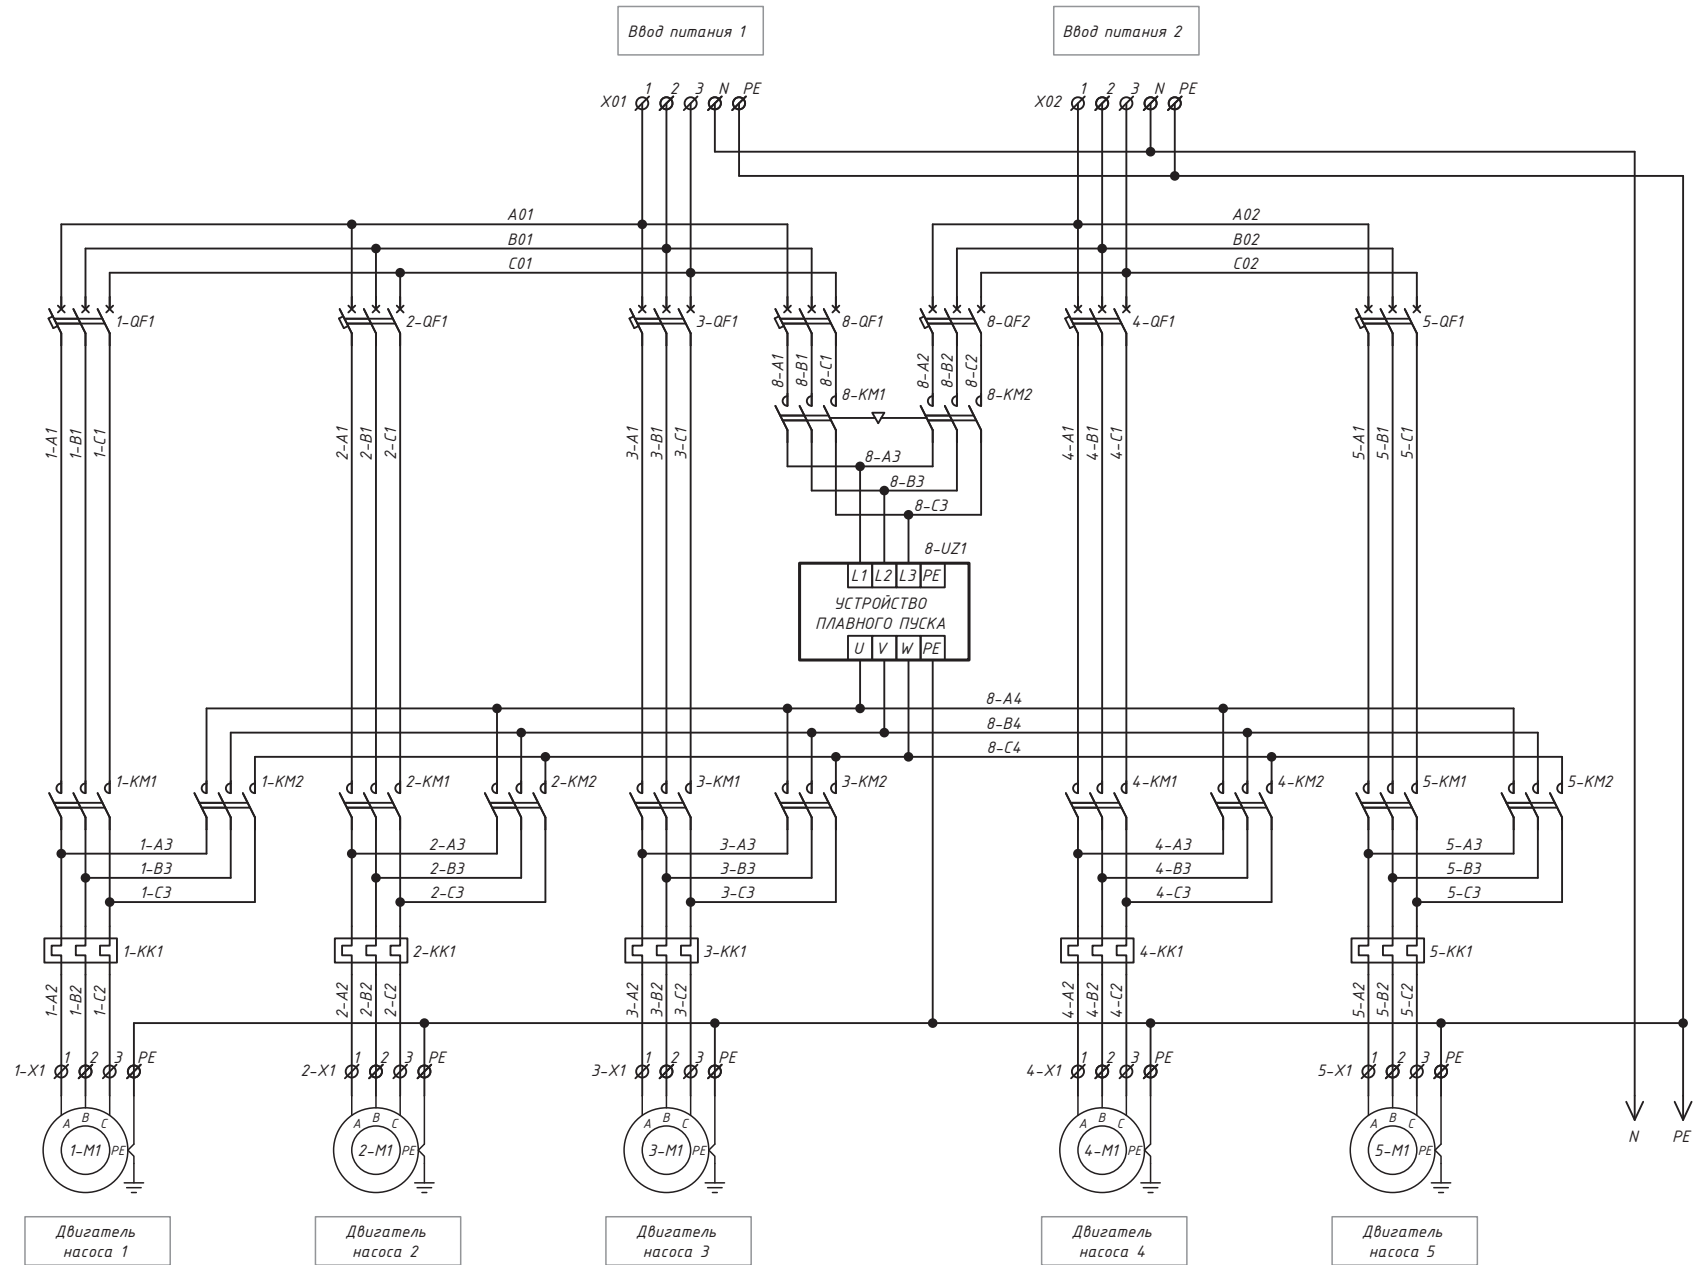 Ввод питания 1
Ввод питания 2
X01 1 2 3 N PE
X02 1 2 3 N PE
A01
A02
B01
B02
C01
C02
1-QF1
2-QF1
3-QF1
8-QF1
8-QF2
4-QF1
5-QF1
8-A1
8-B1
8-C1
8-A2
8-B2
8-C2
8-KM1
8-KM2
1-A1
1-B1
1-C1
2-A1
2-B1
2-C1
3-A1
3-B1
3-C1
4-A1
4-B1
4-C1
5-A1
5-B1
5-C1
8-A3
8-B3
8-C3
8-UZ1
L1 L2 L3 PE
УСТРОЙСТВО
ПЛАВНОГО ПУСКА
U V W PE
8-A4
8-B4
8-C4
1-KM1
1-KM2
2-KM1
2-KM2
3-KM1
3-KM2
4-KM1
4-KM2
5-KM1
5-KM2
1-A3
2-A3
3-A3
4-A3
5-A3
1-B3
2-B3
3-B3
4-B3
5-B3
1-C3
2-C3
3-C3
4-C3
5-C3
1-KK1
2-KK1
3-KK1
4-KK1
5-KK1
1-A2
1-B2
1-C2
2-A2
2-B2
2-C2
3-A2
3-B2
3-C2
4-A2
4-B2
4-C2
5-A2
5-B2
5-C2
1-X1 1 2 3 PE
2-X1 1 2 3 PE
3-X1 1 2 3 PE
4-X1 1 2 3 PE
5-X1 1 2 3 PE
A B C
1-M1 PE
A B C
2-M1 PE
A B C
3-M1 PE
A B C
4-M1 PE
A B C
5-M1 PE
N
PE
Двигатель
насоса 1
Двигатель
насоса 2
Двигатель
насоса 3
Двигатель
насоса 4
Двигатель
насоса 5